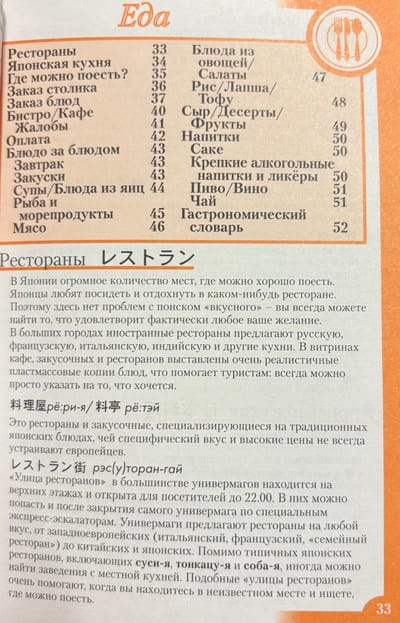 Еда
Рестораны 33
Японская кухня 34
Где можно поесть? 35
Заказ столика 36
Заказ блюд 37
Бистро/Кафе 40
Жалобы 41
Оплата 42
Блюдо за блюдом 43
Завтрак 43
Закуски 43
Супы/Блюда из яиц 44
Рыба и
морепродукты 45
Мясо 46
Блюда из
овощей/
Салаты 47
Рис/Лапша/
Тофу 48
Сыр/Десерты/
Фрукты 49
Напитки 50
Саке 50
Крепкие алкогольные
напитки и ликёры 50
Пиво/Вино 51
Чай 51
Гастрономический
словарь 52
Рестораны レストラン
В Японии огромное количество мест, где можно хорошо поесть.
Японцы любят посидеть и отдохнуть в каком-нибудь ресторане.
Поэтому здесь нет проблем с поиском «вкусного» – вы всегда можете
найти то, что удовлетворит фактически любое ваше желание.
В больших городах иностранные рестораны предлагают русскую,
французскую, итальянскую, индийскую и другие кухни. В витринах
кафе, закусочных и ресторанов выставлены очень реалистичные
пластмассовые копии блюд, что помогает туристам: всегда можно
просто указать на то, что хочется.
料理屋 рё:ри-я/ 料亭 рё:тэй
Это рестораны и закусочные, специализирующиеся на традиционных
японских блюдах, чей специфический вкус и высокие цены не всегда
устраивают европейцев.
レストラン街 рэс(у)торан-гай
«Улица ресторанов» в большинстве универмагов находится на
верхних этажах и открыта для посетителей до 22.00. В них можно
попасть и после закрытия самого универмага по специальным
экспресс-эскалаторам. Универмаги предлагают рестораны на любой
вкус, от западноевропейских (итальянский, французский, «семейный
ресторан») до китайских и японских. Помимо типичных японских
ресторанов, включающих суси-я, тонкацу-я и соба-я, иногда можно
найти заведения с местной кухней. Подобные «улицы ресторанов»
очень помогают, когда вы находитесь в неизвестном месте и ищете,
где можно поесть.
33